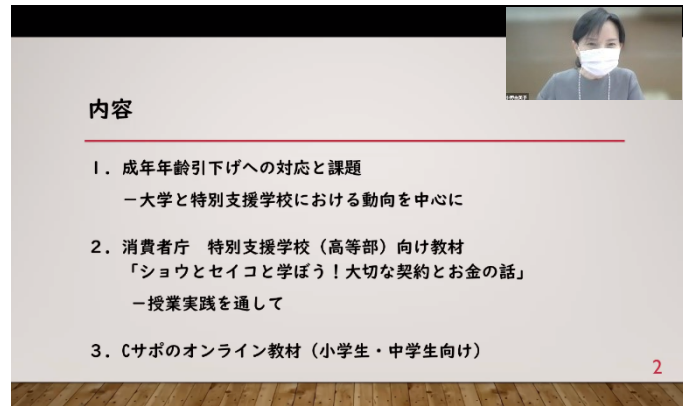 内容
1．成年年齢引下げへの対応と課題
－大学と特別支援学校における動向を中心に
2．消費者庁　特別支援学校（高等部）向け教材
「ショウとセイコと学ぼう！大切な契約とお金の話」
－授業実践を通して
3．Cサポのオンライン教材（小学生・中学生向け）
2